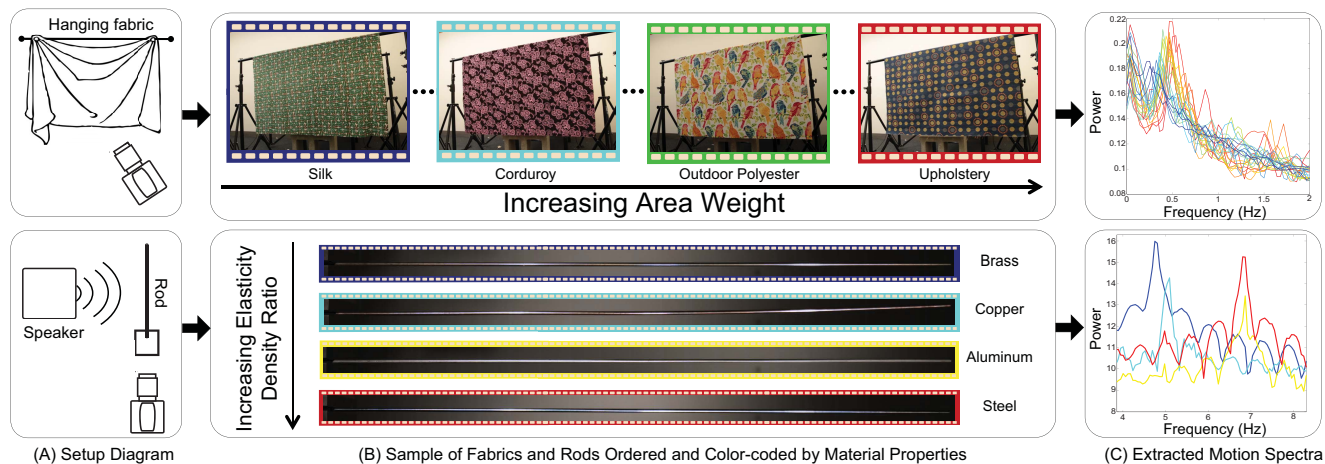 Hanging fabric
Silk
Corduroy
Outdoor Polyester
Upholstery
Increasing Area Weight
0.22
0.2
0.18
0.16
0.14
0.12
0.1
0.08
Power
0
0.5
1
1.5
2
Frequency (Hz)
Speaker
Rod
Increasing Elasticity
Density Ratio
Brass
Copper
Aluminum
Steel
16
15
14
13
12
11
10
9
8
Power
4
5
6
7
8
Frequency (Hz)
(A) Setup Diagram
(B) Sample of Fabrics and Rods Ordered and Color-coded by Material Properties
(C) Extracted Motion Spectra